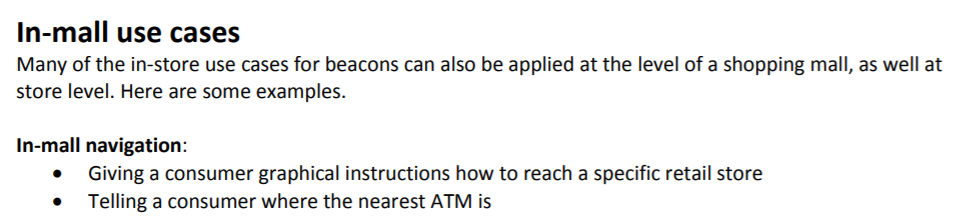 In-mall use cases
Many of the in-store use cases for beacons can also be applied at the level of a shopping mall, as well at
store level. Here are some examples.
In-mall navigation:
• Giving a consumer graphical instructions how to reach a specific retail store
• Telling a consumer where the nearest ATM is